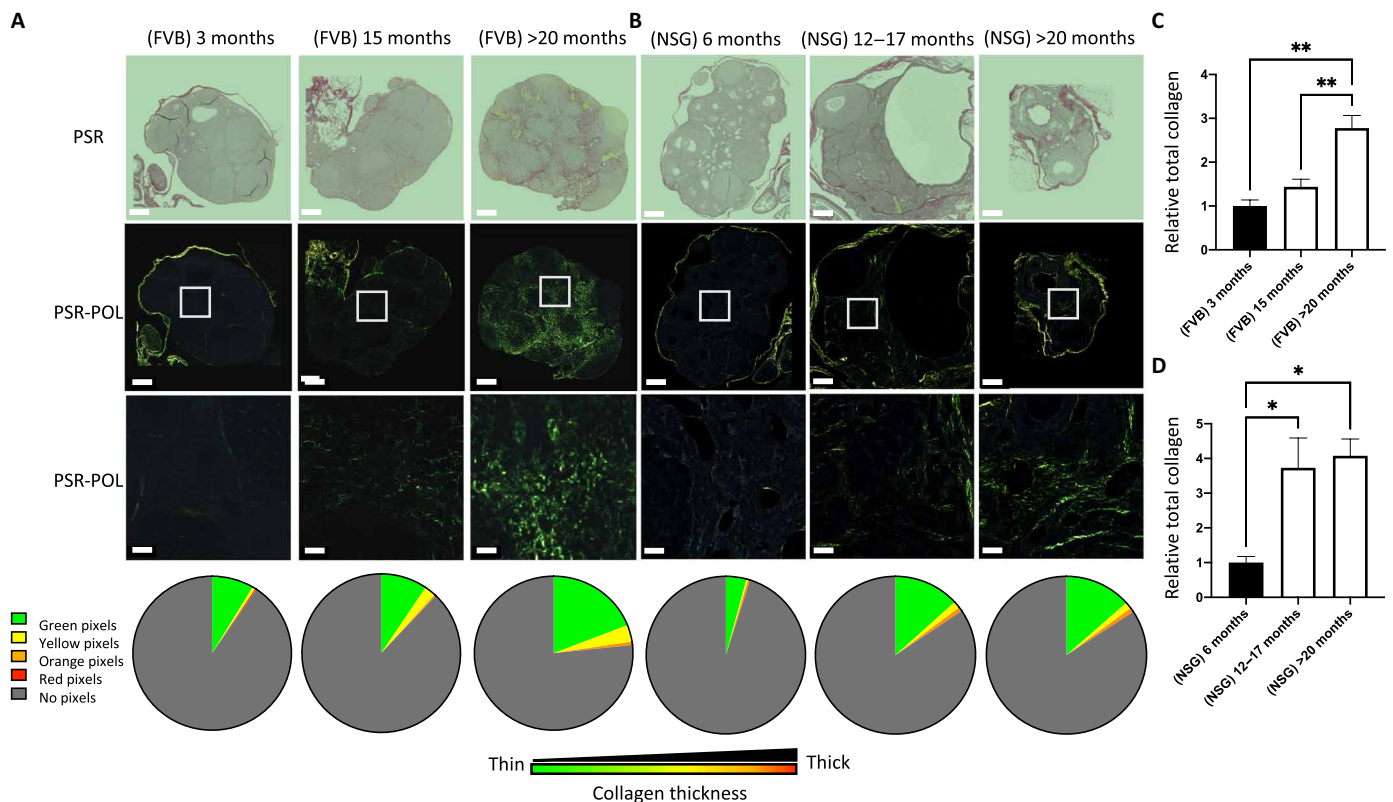 A
B
C
(FVB) 3 months
(FVB) 15 months
(FVB) >20 months
(NSG) 6 months
(NSG) 12–17 months
(NSG) >20 months
PSR
PSR-POL
PSR-POL
Green pixels
Yellow pixels
Orange pixels
Red pixels
No pixels
Thin
Thick
Collagen thickness
Relative total collagen
4
3
2
1
0
**
**
(FVB) 3 months
(FVB) 15 months
(FVB) >20 months
D
Relative total collagen
5
4
3
2
1
0
*
*
(NSG) 6 months
(NSG) 12–17 months
(NSG) >20 months